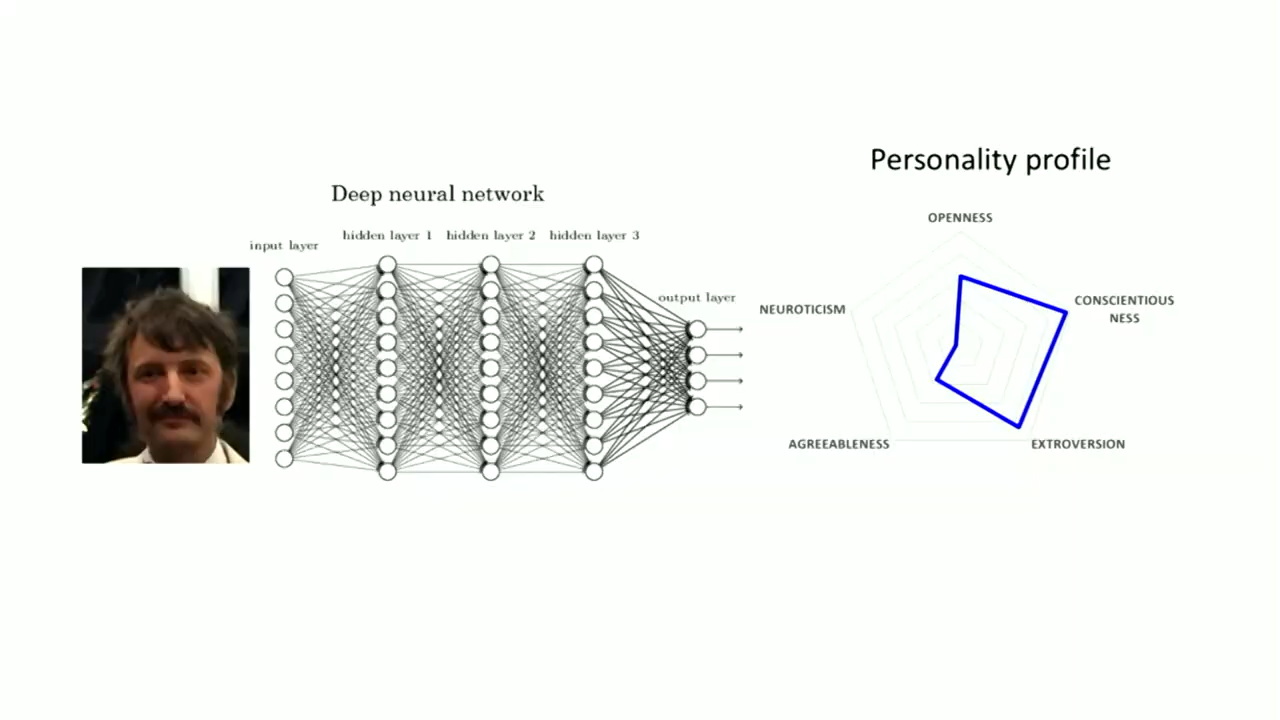 Personality profile
Deep neural network
input layer
hidden layer 1
hidden layer 2
hidden layer 3
output layer
OPENNESS
NEUROTICISM
CONSCIENTIOUS
NESS
AGREEABLENESS
EXTROVERSION